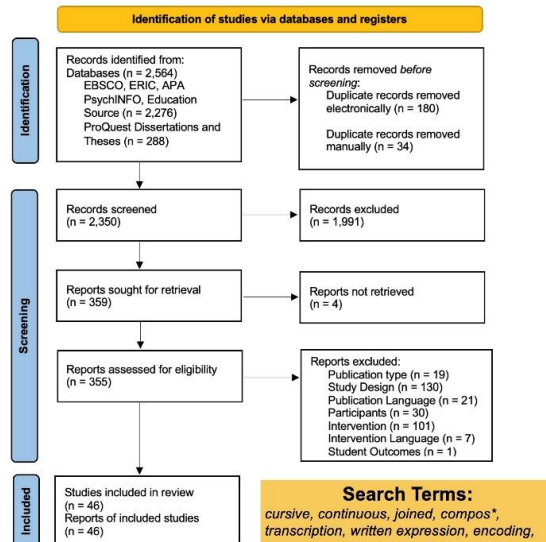 Identification of studies via databases and registers
Identification
Records identified from:
Databases (n = 2,564)
EBSCO, ERIC, APA
PsychINFO, Education
Source (n = 2,276)
ProQuest Dissertations and
Theses (n = 288)
Records removed before
screening:
Duplicate records removed
electronically (n = 180)
Duplicate records removed
manually (n = 34)
Screening
Records screened
(n = 2,350)
Records excluded
(n = 1,991)
Reports sought for retrieval
(n = 359)
Reports not retrieved
(n = 4)
Reports assessed for eligibility
(n = 355)
Reports excluded:
Publication type (n = 19)
Study Design (n = 130)
Publication Language (n = 21)
Participants (n = 30)
Intervention (n = 101)
Intervention Language (n = 7)
Student Outcomes (n = 1)
Included
Studies included in review
(n = 46)
Reports of included studies
(n = 46)
Search Terms:
cursive, continuous, joined, compos*,
transcription, written expression, encoding,